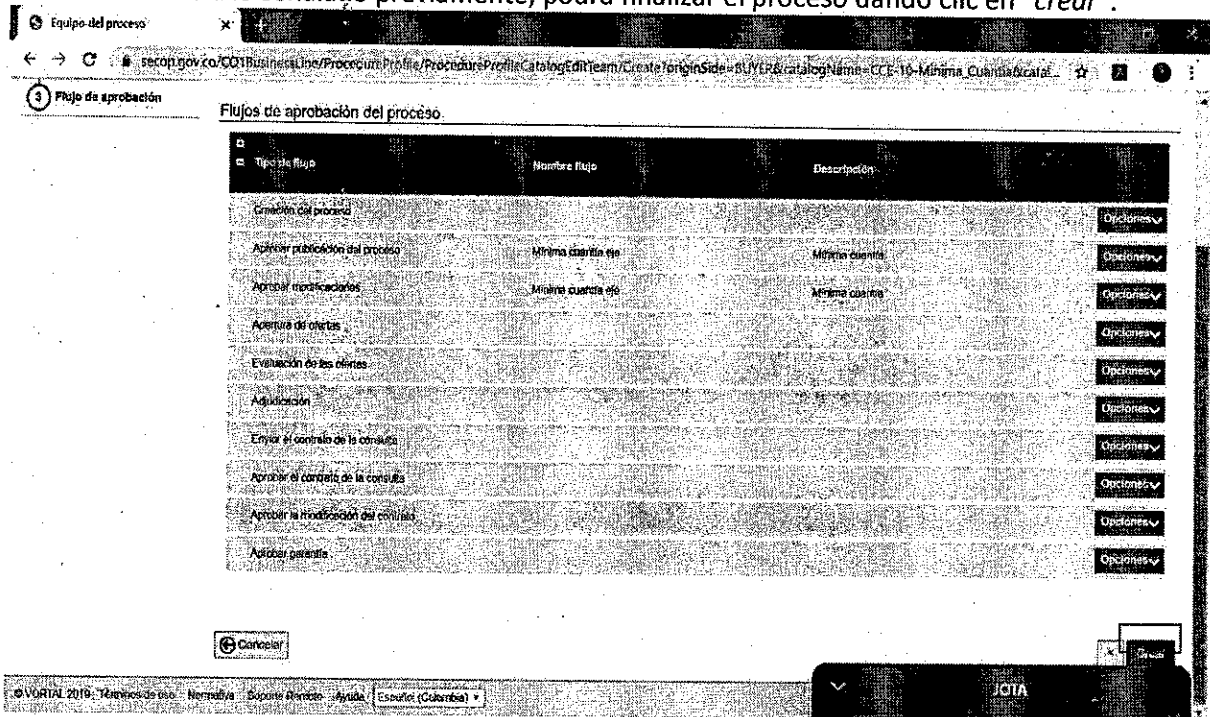 previamente, podrá finalizar el proceso dando clic en "crear".
Equipo del proceso
secop.gov.co/CO1BusinessLine/ProcedureProfile/ProcedureProfileCatalogEditTeam/Create?originSide=BUYER&catalogName=CCE-10-Minima_Cuantia&catal...
3 Flujo de aprobación
Flujos de aprobación del proceso
Tipo de flujo Nombre flujo Descripción
Creación del proceso Opciones
Aprobar publicación del proceso Mínima cuantía eje Mínima cuantía Opciones
Aprobar modificaciones Mínima cuantía eje Mínima cuantía Opciones
Apertura de ofertas Opciones
Evaluación de las ofertas Opciones
Adjudicación Opciones
Enviar el contrato de la consulta Opciones
Aprobar el contrato de la consulta Opciones
Aprobar la modificación del contrato Opciones
Aprobar garantía Opciones
Cancelar Crear
© VORTAL 2019 Términos de uso Normativa Soporte Remoto Ayuda Español (Colombia)
JOTA